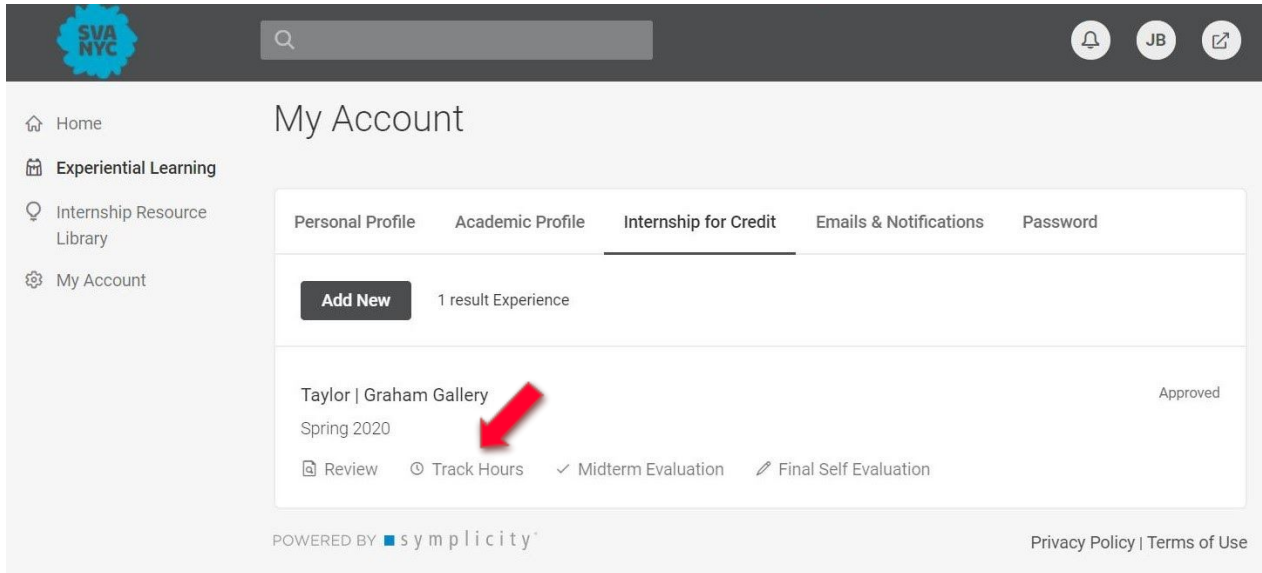 SVA
NYC
JB
My Account
Home
Experiential Learning
Internship Resource
Library
My Account
Personal Profile Academic Profile Internship for Credit Emails & Notifications Password
Add New 1 result Experience
Taylor | Graham Gallery Approved
Spring 2020
Review Track Hours Midterm Evaluation Final Self Evaluation
POWERED BY symplicity
Privacy Policy | Terms of Use